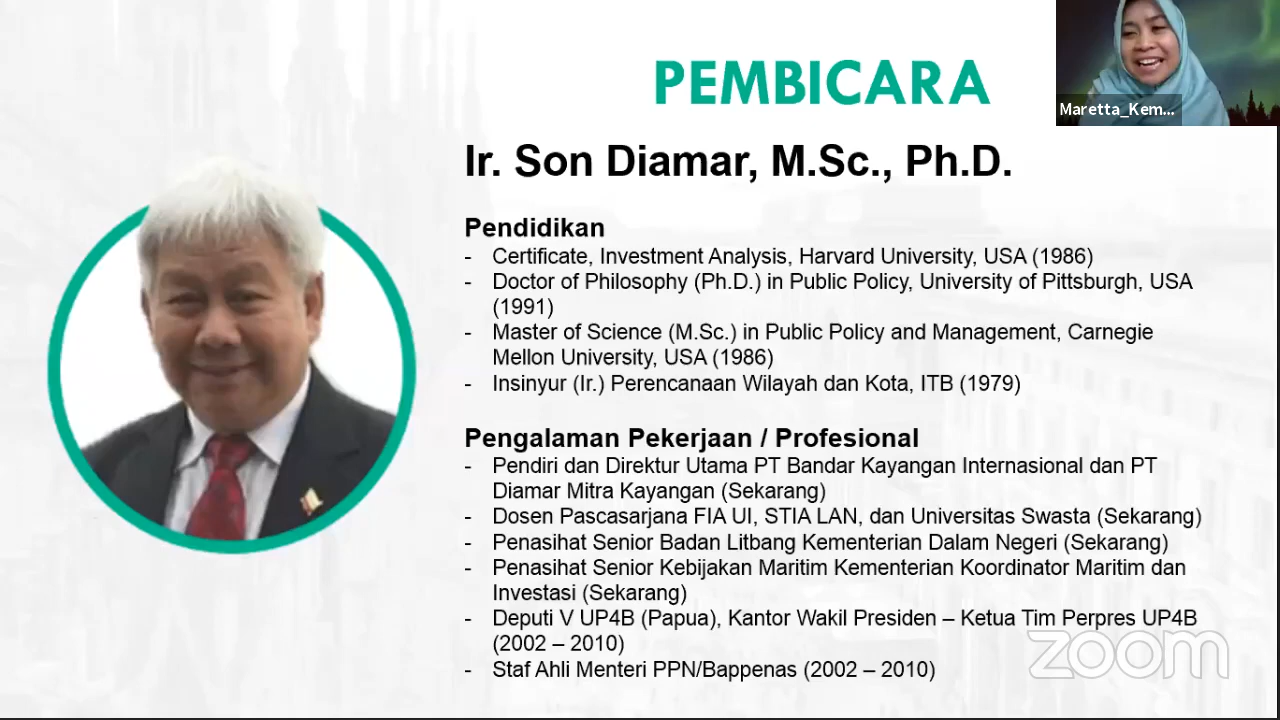 PEMBICARA
Maretta_Kem...
Ir. Son Diamar, M.Sc., Ph.D.
Pendidikan
- Certificate, Investment Analysis, Harvard University, USA (1986)
- Doctor of Philosophy (Ph.D.) in Public Policy, University of Pittsburgh, USA
(1991)
- Master of Science (M.Sc.) in Public Policy and Management, Carnegie
Mellon University, USA (1986)
- Insinyur (Ir.) Perencanaan Wilayah dan Kota, ITB (1979)
Pengalaman Pekerjaan / Profesional
- Pendiri dan Direktur Utama PT Bandar Kayangan Internasional dan PT
Diamar Mitra Kayangan (Sekarang)
- Dosen Pascasarjana FIA UI, STIA LAN, dan Universitas Swasta (Sekarang)
- Penasihat Senior Badan Litbang Kementerian Dalam Negeri (Sekarang)
- Penasihat Senior Kebijakan Maritim Kementerian Koordinator Maritim dan
Investasi (Sekarang)
- Deputi V UP4B (Papua), Kantor Wakil Presiden – Ketua Tim Perpres UP4B
(2002 – 2010)
- Staf Ahli Menteri PPN/Bappenas (2002 – 2010)
zoom